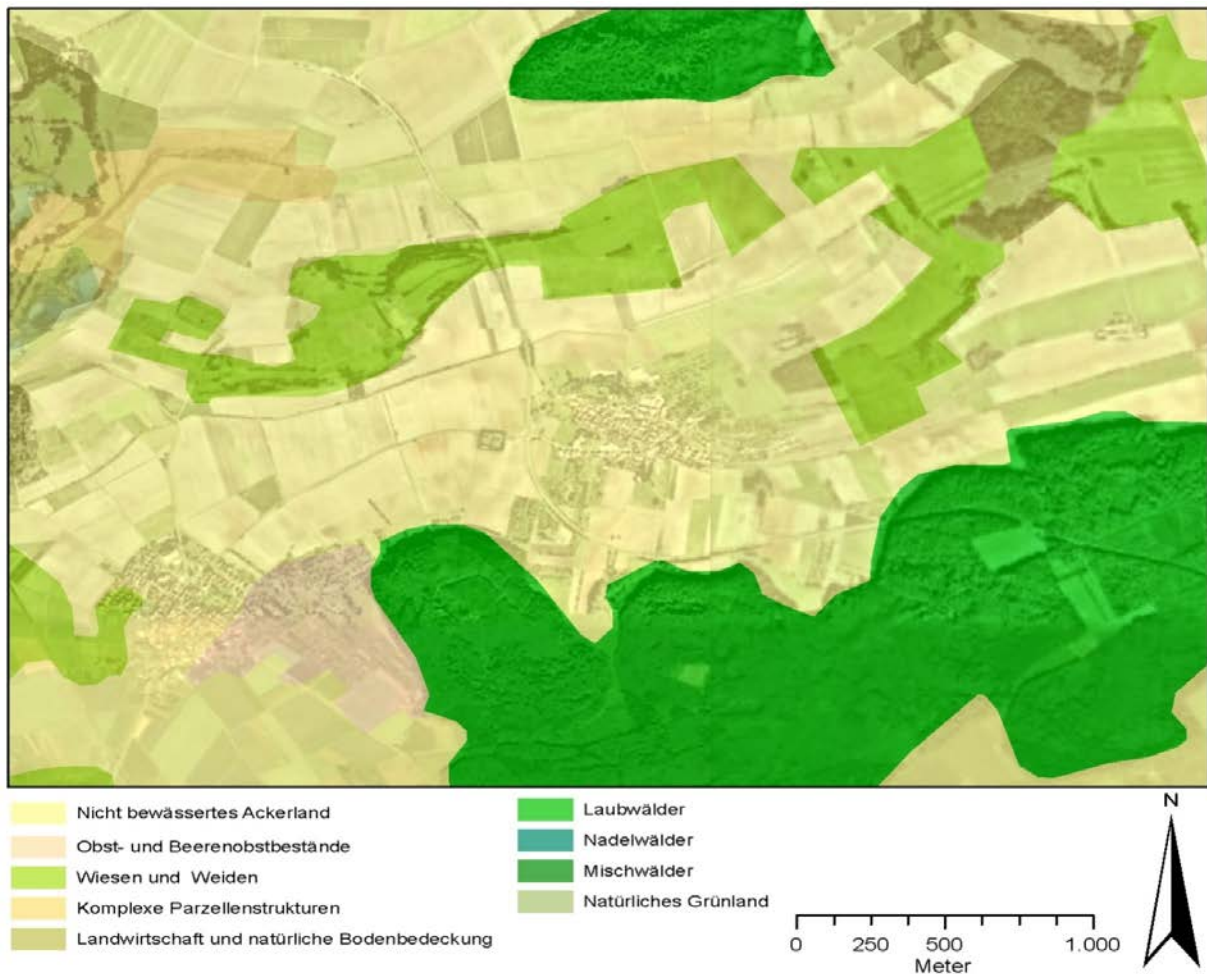 Nicht bewässertes Ackerland
Obst- und Beerenobstbestände
Wiesen und Weiden
Komplexe Parzellenstrukturen
Landwirtschaft und natürliche Bodenbedeckung
Laubwälder
Nadelwälder
Mischwälder
Natürliches Grünland
N
0 250 500 1.000
Meter